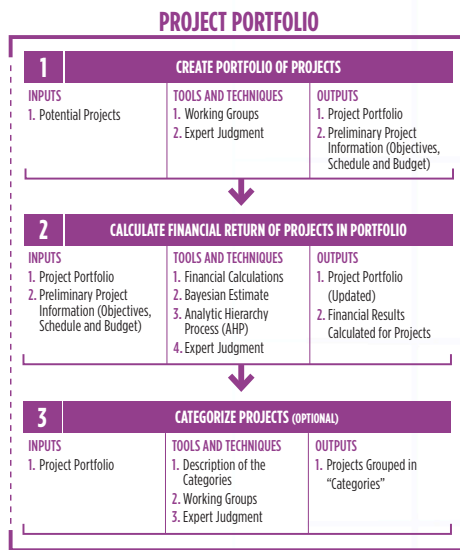 PROJECT PORTFOLIO
1 CREATE PORTFOLIO OF PROJECTS
INPUTS
1. Potential Projects
TOOLS AND TECHNIQUES
1. Working Groups
2. Expert Judgment
OUTPUTS
1. Project Portfolio
2. Preliminary Project
Information (Objectives,
Schedule and Budget)
2 CALCULATE FINANCIAL RETURN OF PROJECTS IN PORTFOLIO
INPUTS
1. Project Portfolio
2. Preliminary Project
Information (Objectives,
Schedule and Budget)
TOOLS AND TECHNIQUES
1. Financial Calculations
2. Bayesian Estimate
3. Analytic Hierarchy
Process (AHP)
4. Expert Judgment
OUTPUTS
1. Project Portfolio
(Updated)
2. Financial Results
Calculated for Projects
3 CATEGORIZE PROJECTS (OPTIONAL)
INPUTS
1. Project Portfolio
TOOLS AND TECHNIQUES
1. Description of the
Categories
2. Working Groups
3. Expert Judgment
OUTPUTS
1. Projects Grouped in
“Categories”